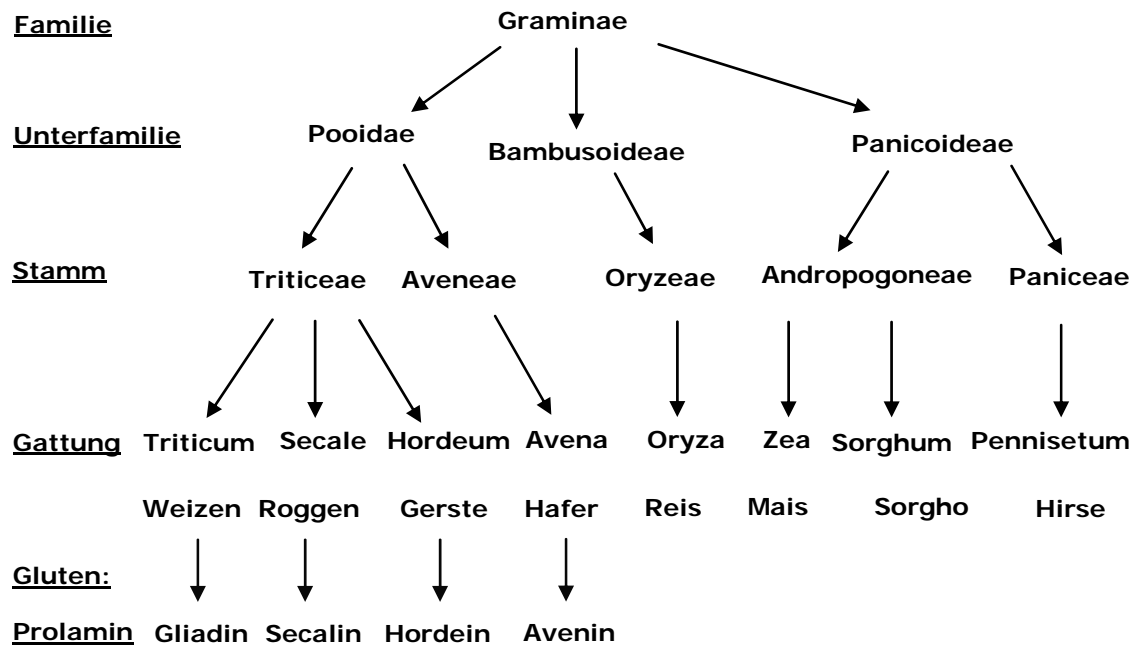 Familie Graminae
Unterfamilie Pooidae Bambusoideae Panicoideae
Stamm Triticeae Aveneae Oryzeae Andropogoneae Paniceae
Gattung Triticum Secale Hordeum Avena Oryza Zea Sorghum Pennisetum
Weizen Roggen Gerste Hafer Reis Mais Sorgho Hirse
Gluten:
Prolamin Gliadin Secalin Hordein Avenin